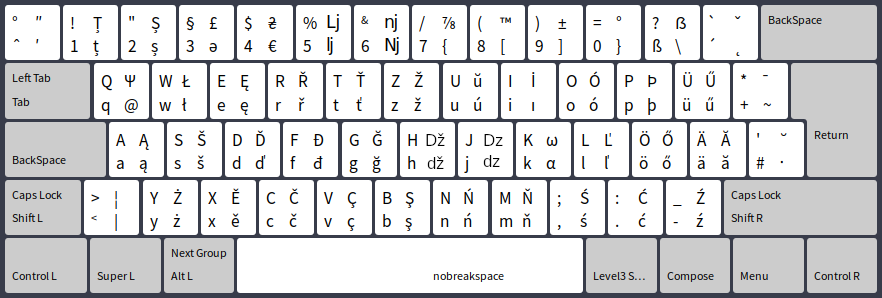 ° ″ ! Ţ " Ş § £ $ ₴ % Lj & nj / ⅞ ( ™ ) ± = ° ? ẞ ` ˇ BackSpace
ˆ ′ 1 ţ 2 ş 3 ə 4 € 5 lj 6 Nj 7 { 8 [ 9 ] 0 } ß \ ´ ˛
Left Tab Q Ψ W Ł E Ę R Ř T Ť Z Ž U ŭ I İ O Ó P Þ Ü Ű * ¯
Tab q @ w ł e ę r ř t ť z ž u ú i ı o ó p þ ü ű + ~
A Ą S Š D Ď F Đ G Ğ H Dž J Dz K ω L Ľ Ö Ő Ä Ă ' ˘ Return
BackSpace a ą s š d ď f đ g ğ h dž j dz k α l ľ ö ő ä ă # ·
Caps Lock > ¦ Y Ż X Ě C Č V Ç B Ş N Ń M Ň ; Ś : Ć _ Ź Caps Lock
Shift L < | y ż x ě c č v ç b ş n ń m ň , ś . ć - ź Shift R
Next Group
Control L Super L Alt L nobreakspace Level3 S... Compose Menu Control R